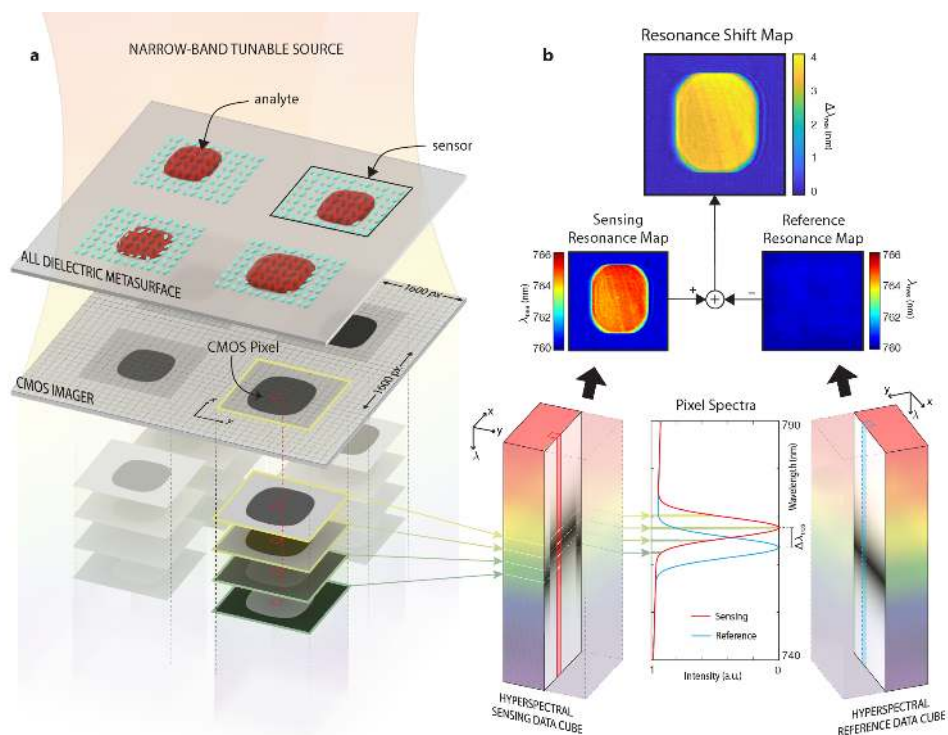 a
NARROW-BAND TUNABLE SOURCE
analyte
sensor
ALL DIELECTRIC METASURFACE
1600 px
CMOS Pixel
1600 px
CMOS IMAGER
b
Resonance Shift Map
4
3
2
1
0
Δλres (nm)
Sensing
Resonance Map
Reference
Resonance Map
766
764
762
760
λres (nm)
+
+
−
766
764
762
760
λres (nm)
x
y
λ
Pixel Spectra
y
x
λ
790
Wavelength (nm)
Δλres
740
Sensing
Reference
1
Intensity (a.u.)
0
HYPERSPECTRAL
SENSING DATA CUBE
HYPERSPECTRAL
REFERENCE DATA CUBE